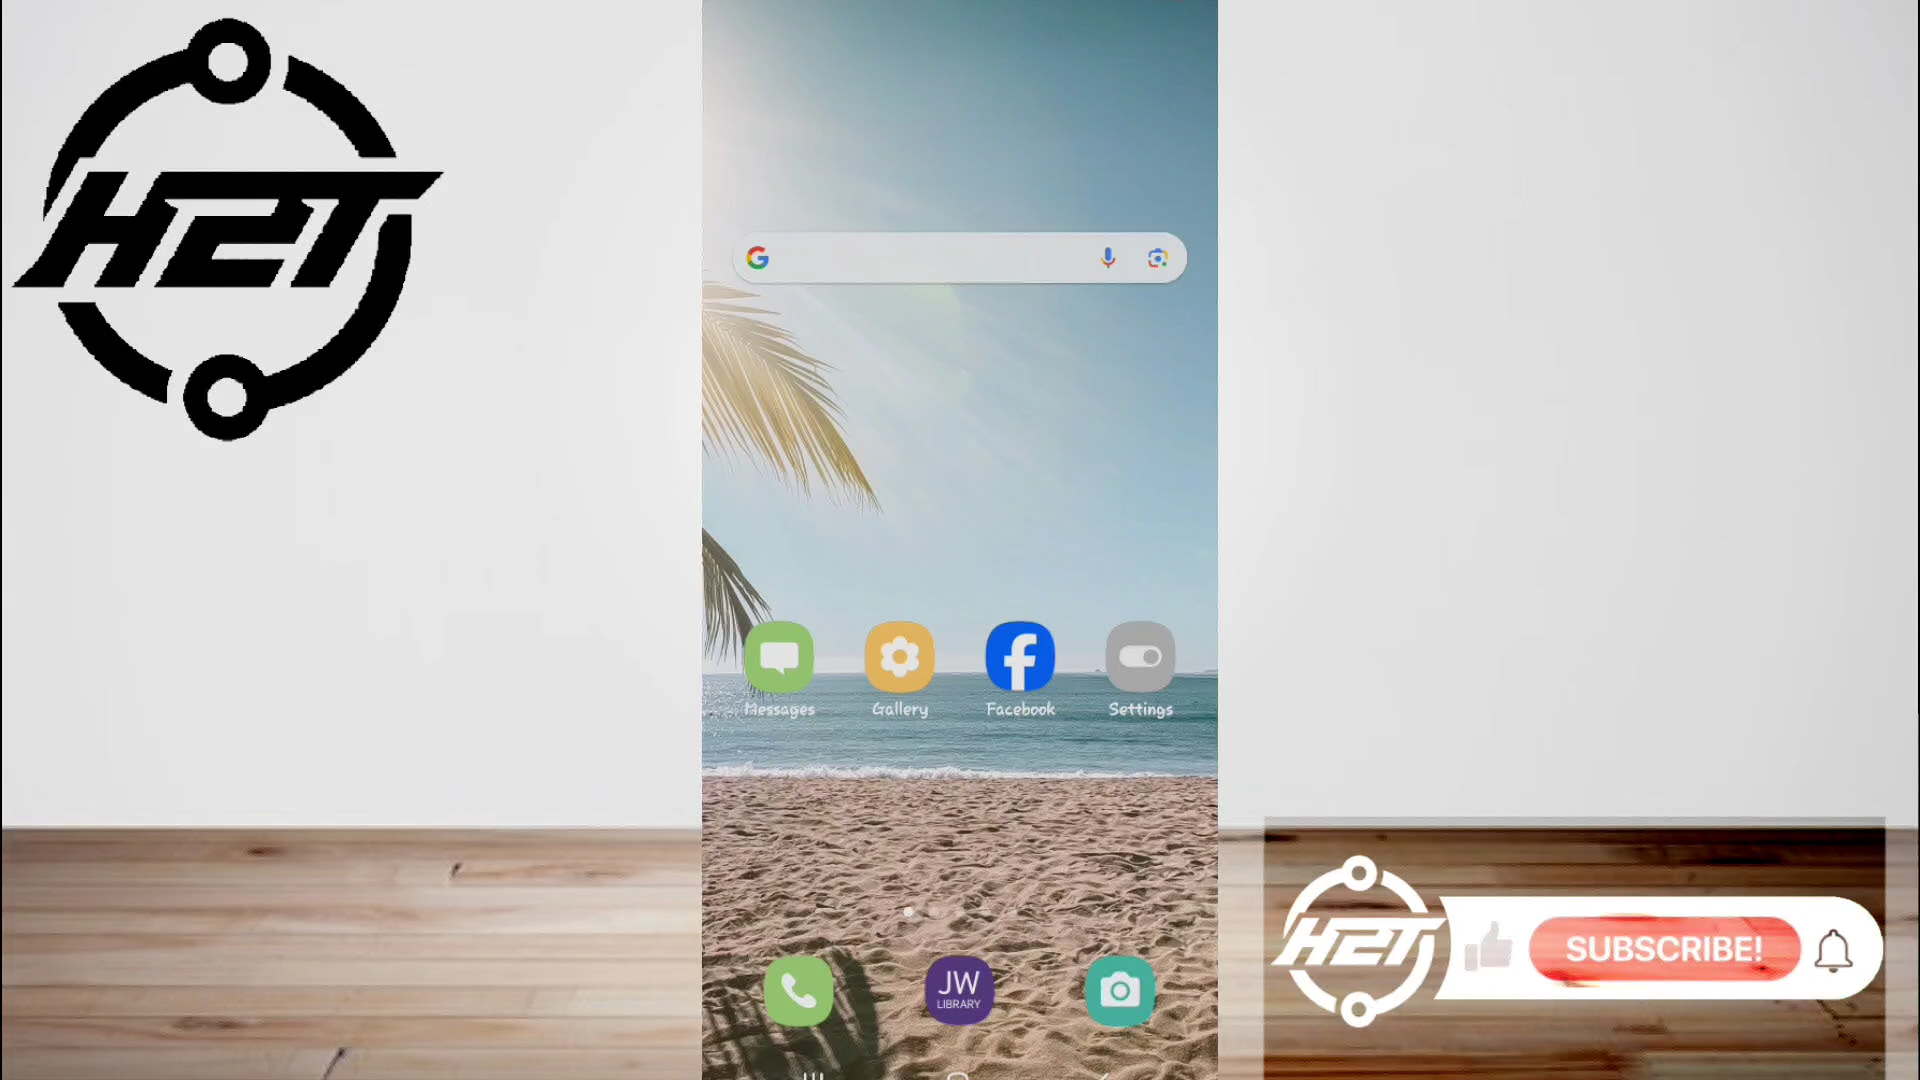 H2T
Messages
Gallery
Facebook
Settings
JW
LIBRARY
H2T
SUBSCRIBE!